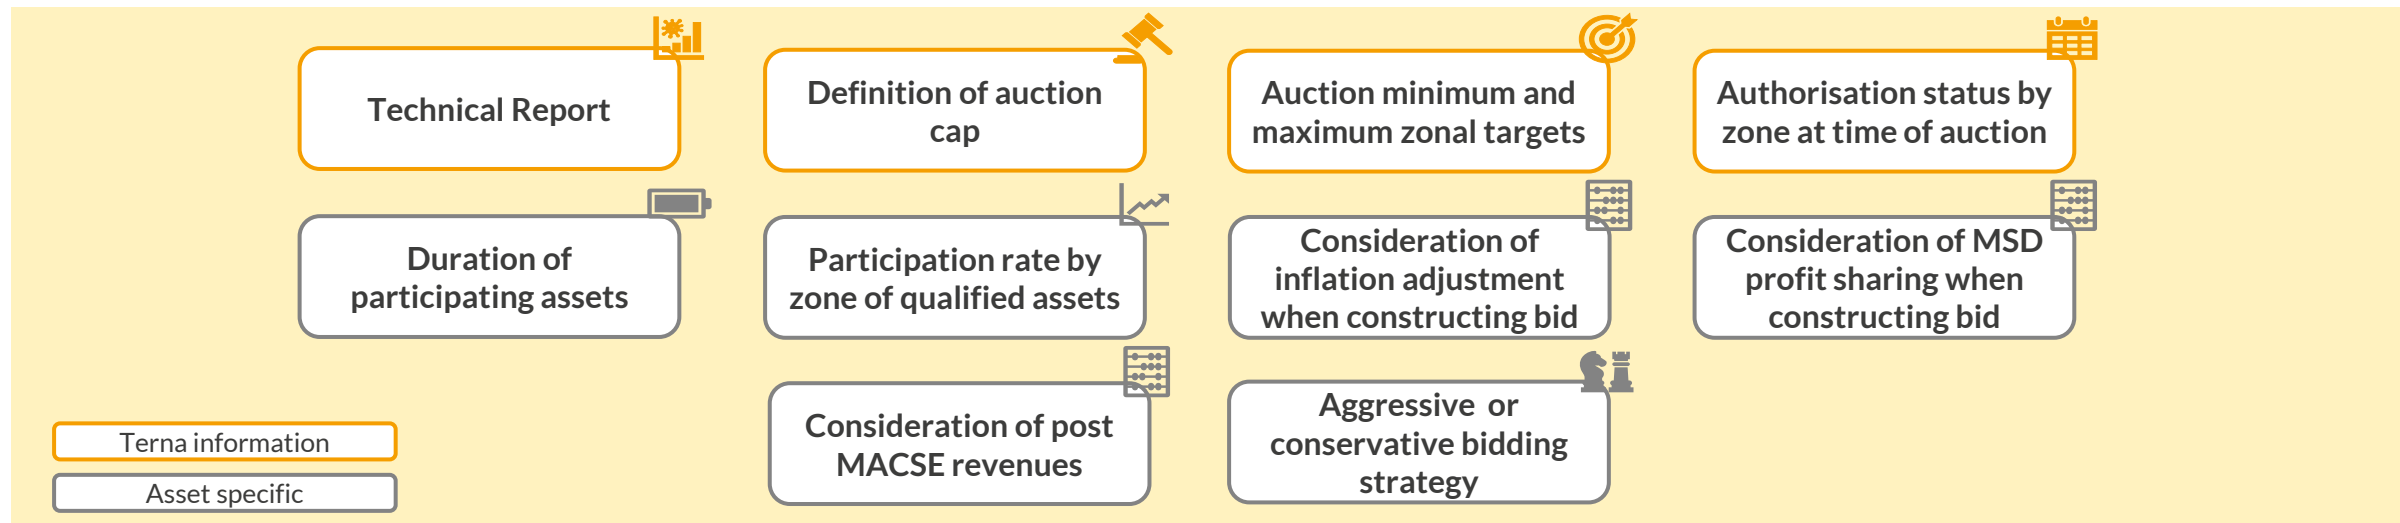 Technical Report
Definition of auction
cap
Auction minimum and
maximum zonal targets
Authorisation status by
zone at time of auction
Duration of
participating assets
Participation rate by
zone of qualified assets
Consideration of
inflation adjustment
when constructing bid
Consideration of MSD
profit sharing when
constructing bid
Consideration of post
MACSE revenues
Aggressive or
conservative bidding
strategy
Terna information
Asset specific